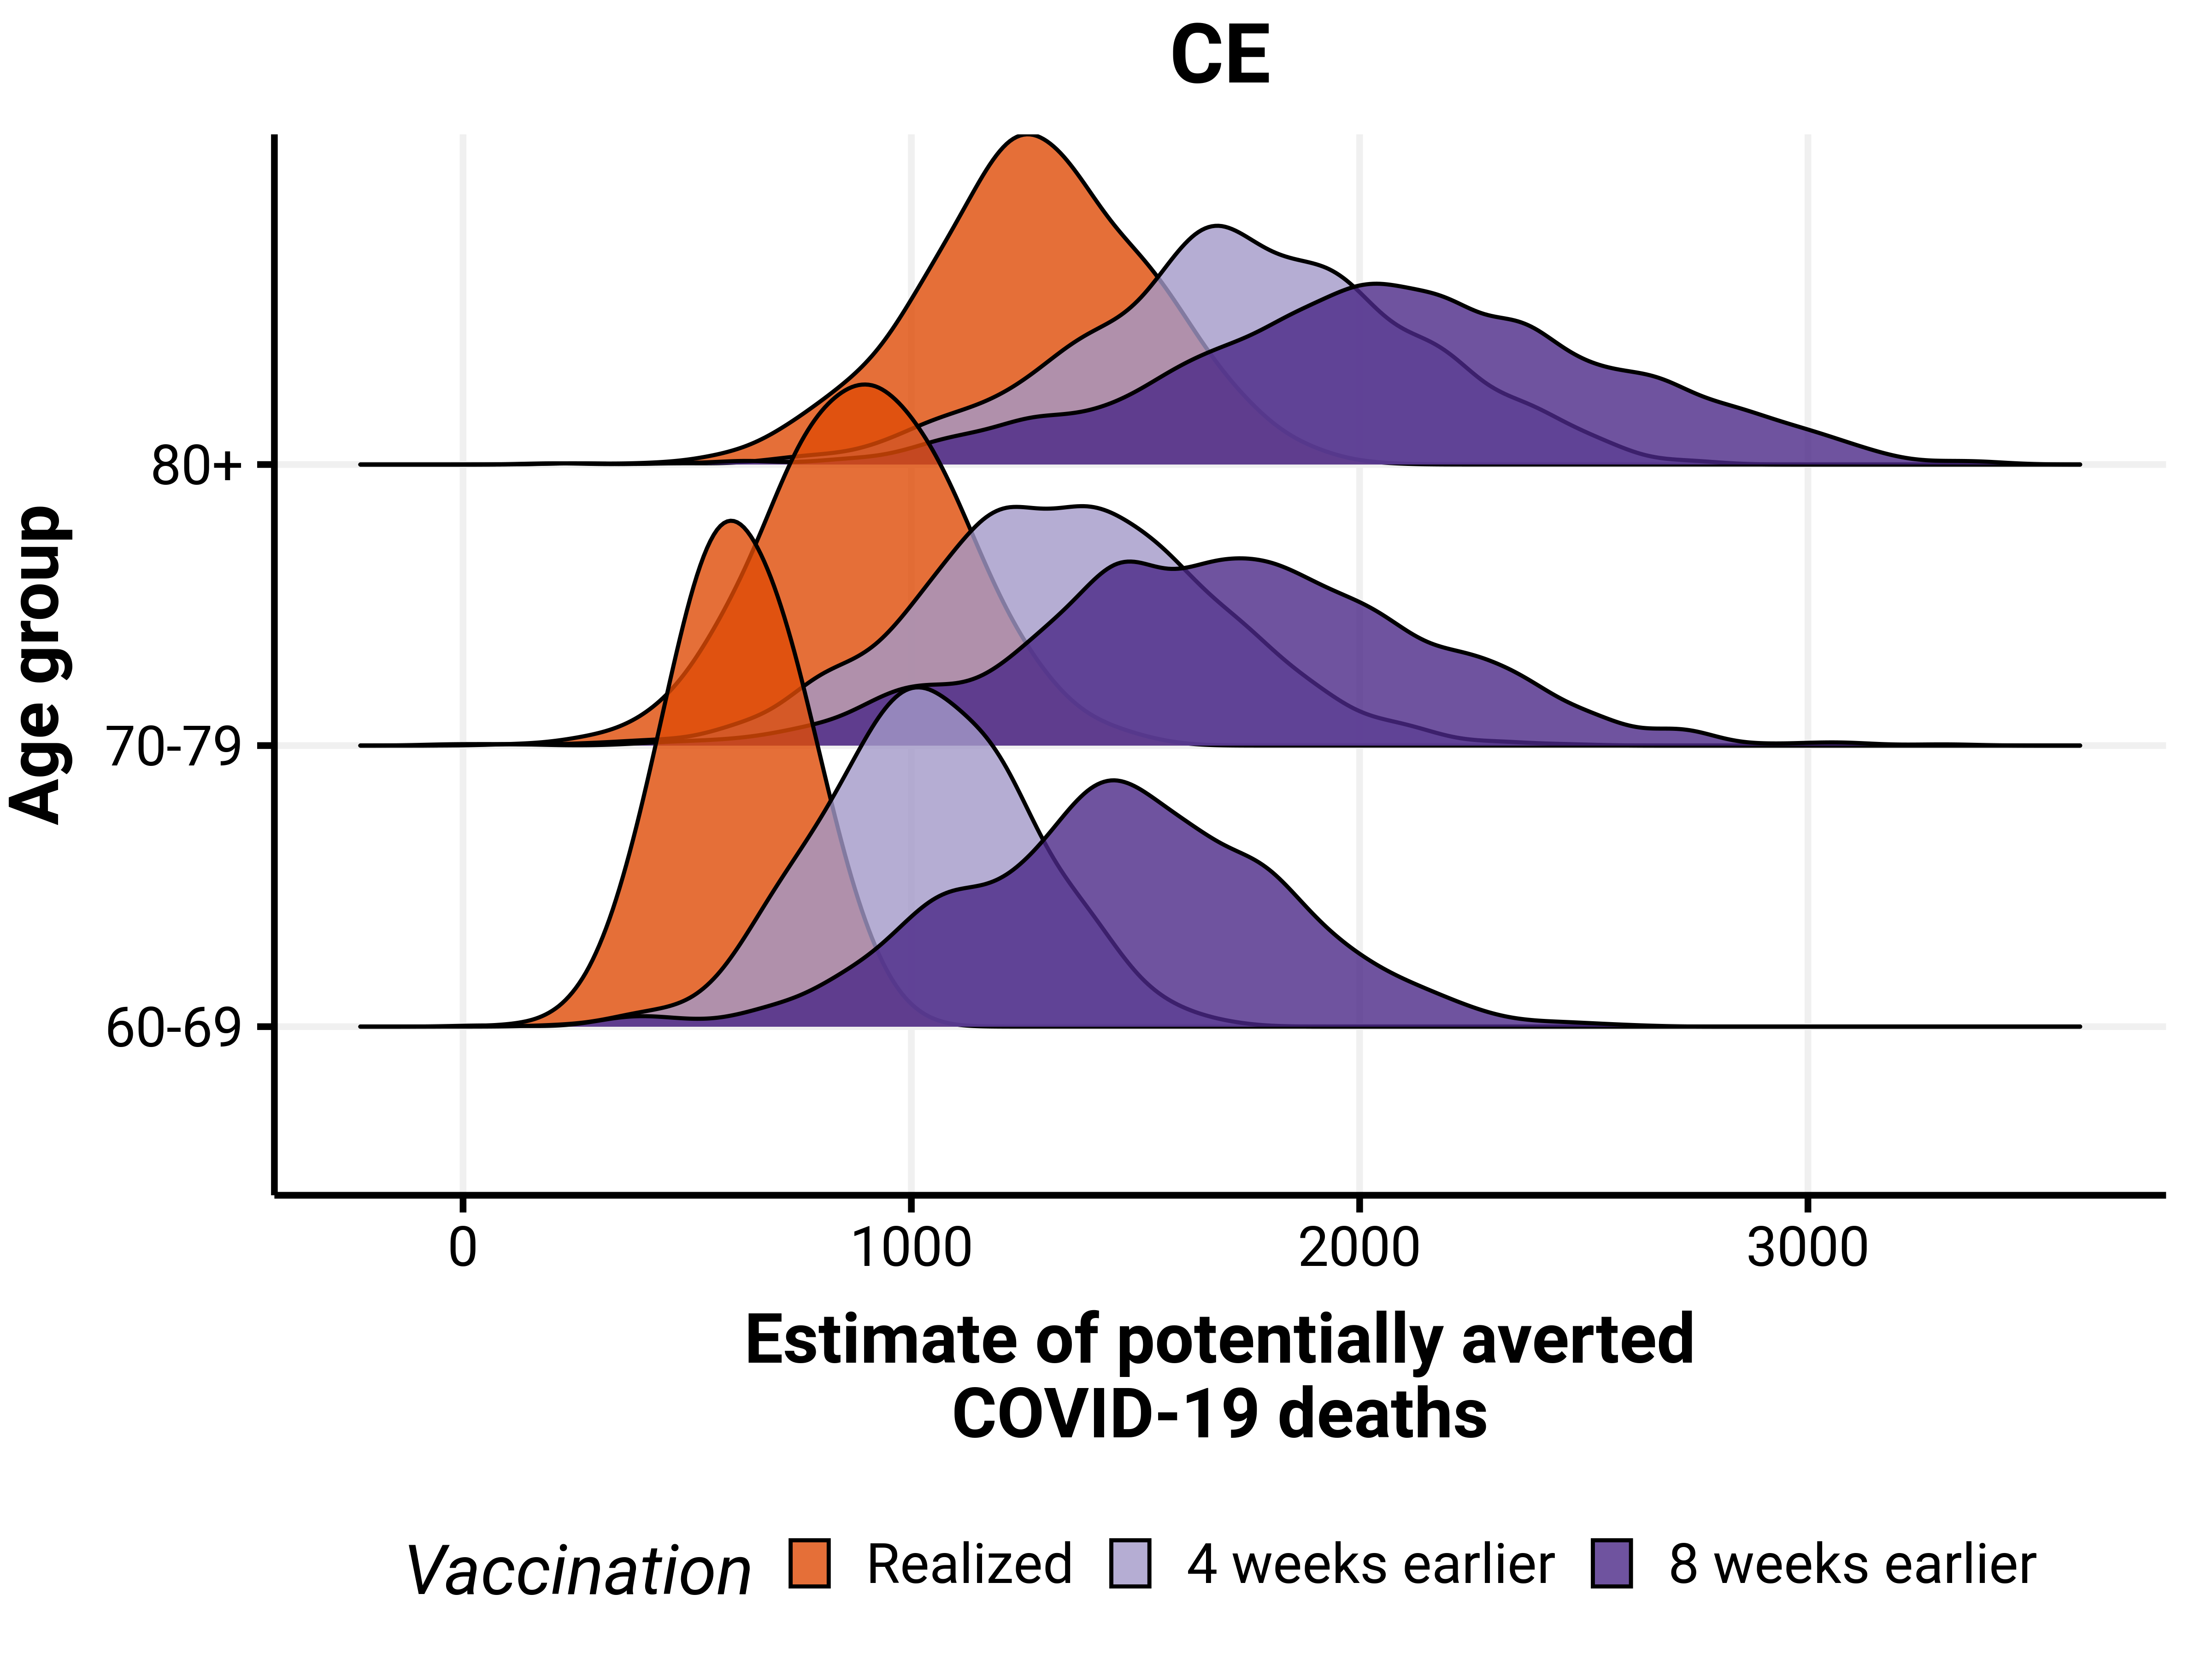 CE
Age group
80+
70-79
60-69
0 1000 2000 3000
Estimate of potentially averted
COVID-19 deaths
Vaccination Realized 4 weeks earlier 8 weeks earlier